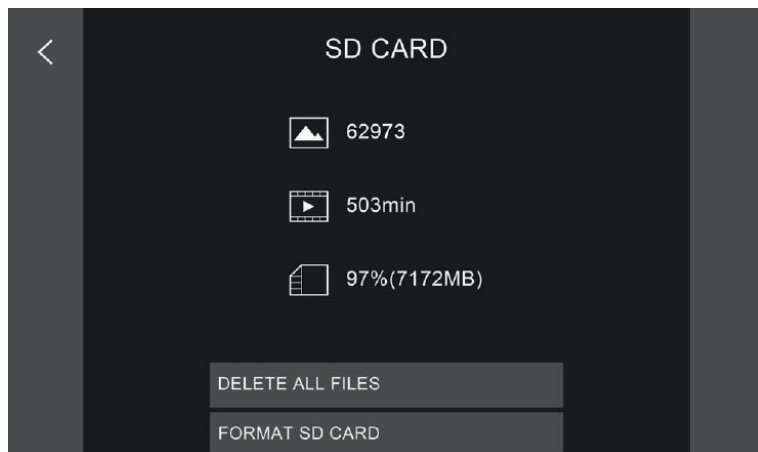 SD CARD
62973
503min
97%(7172MB)
DELETE ALL FILES
FORMAT SD CARD